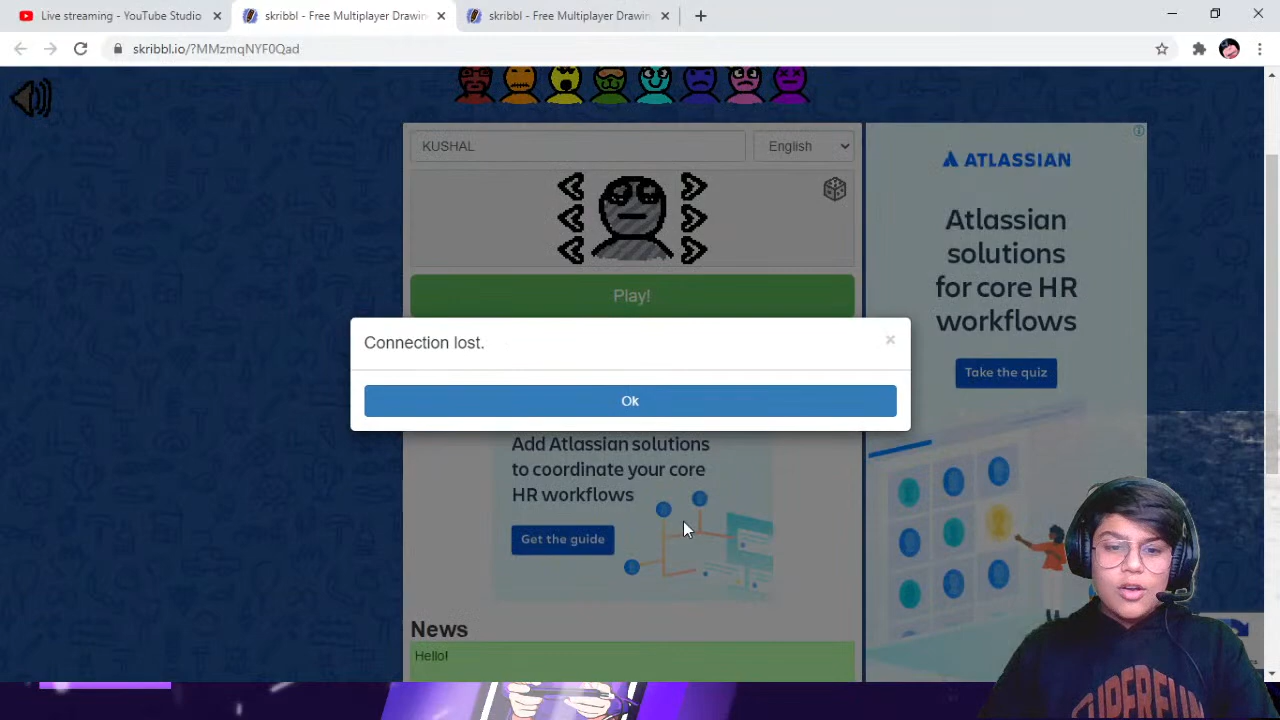 Live streaming - YouTube Studio
skribbl - Free Multiplayer Drawin
skribbl - Free Multiplayer Drawin
skribbl.io/?MMzmqNYF0Qad
KUSHAL
English
Play!
Connection lost.
Ok
Add Atlassian solutions
to coordinate your core
HR workflows
Get the guide
News
Hello!
ATLASSIAN
Atlassian
solutions
for core HR
workflows
Take the quiz